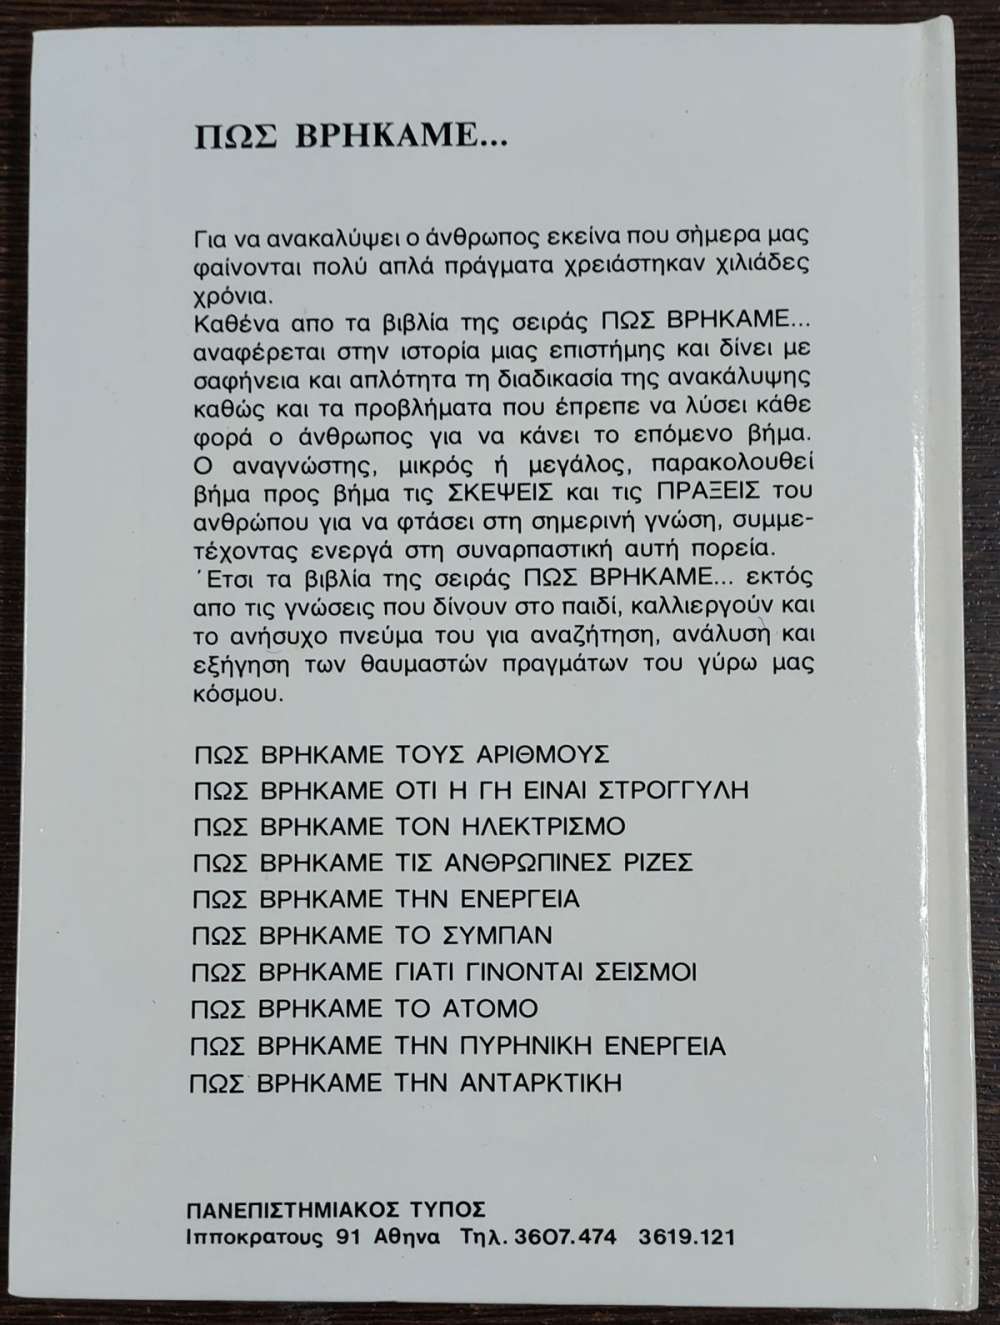 ΠΩΣ ΒΡΗΚΑΜΕ...
Για να ανακαλύψει ο άνθρωπος εκείνα που σήμερα μας
φαίνονται πολύ απλά πράγματα χρειάστηκαν χιλιάδες
χρόνια.
Καθένα απο τα βιβλία της σειράς ΠΩΣ ΒΡΗΚΑΜΕ...
αναφέρεται στην ιστορία μιας επιστήμης και δίνει με
σαφήνεια και απλότητα τη διαδικασία της ανακάλυψης
καθώς και τα προβλήματα που έπρεπε να λύσει κάθε
φορά ο άνθρωπος για να κάνει το επόμενο βήμα.
Ο αναγνώστης, μικρός ή μεγάλος, παρακολουθεί
βήμα προς βήμα τις ΣΚΕΨΕΙΣ και τις ΠΡΑΞΕΙΣ του
ανθρώπου για να φτάσει στη σημερινή γνώση, συμμε-
τέχοντας ενεργά στη συναρπαστική αυτή πορεία.
΄Ετσι τα βιβλία της σειράς ΠΩΣ ΒΡΗΚΑΜΕ... εκτός
απο τις γνώσεις που δίνουν στο παιδί, καλλιεργούν και
το ανήσυχο πνεύμα του για αναζήτηση, ανάλυση και
εξήγηση των θαυμαστών πραγμάτων του γύρω μας
κόσμου.
ΠΩΣ ΒΡΗΚΑΜΕ ΤΟΥΣ ΑΡΙΘΜΟΥΣ
ΠΩΣ ΒΡΗΚΑΜΕ ΟΤΙ Η ΓΗ ΕΙΝΑΙ ΣΤΡΟΓΓΥΛΗ
ΠΩΣ ΒΡΗΚΑΜΕ ΤΟΝ ΗΛΕΚΤΡΙΣΜΟ
ΠΩΣ ΒΡΗΚΑΜΕ ΤΙΣ ΑΝΘΡΩΠΙΝΕΣ ΡΙΖΕΣ
ΠΩΣ ΒΡΗΚΑΜΕ ΤΗΝ ΕΝΕΡΓΕΙΑ
ΠΩΣ ΒΡΗΚΑΜΕ ΤΟ ΣΥΜΠΑΝ
ΠΩΣ ΒΡΗΚΑΜΕ ΓΙΑΤΙ ΓΙΝΟΝΤΑΙ ΣΕΙΣΜΟΙ
ΠΩΣ ΒΡΗΚΑΜΕ ΤΟ ΑΤΟΜΟ
ΠΩΣ ΒΡΗΚΑΜΕ ΤΗΝ ΠΥΡΗΝΙΚΗ ΕΝΕΡΓΕΙΑ
ΠΩΣ ΒΡΗΚΑΜΕ ΤΗΝ ΑΝΤΑΡΚΤΙΚΗ
ΠΑΝΕΠΙΣΤΗΜΙΑΚΟΣ ΤΥΠΟΣ
Ιπποκρατους 91 Αθηνα Τηλ. 3607.474 3619.121